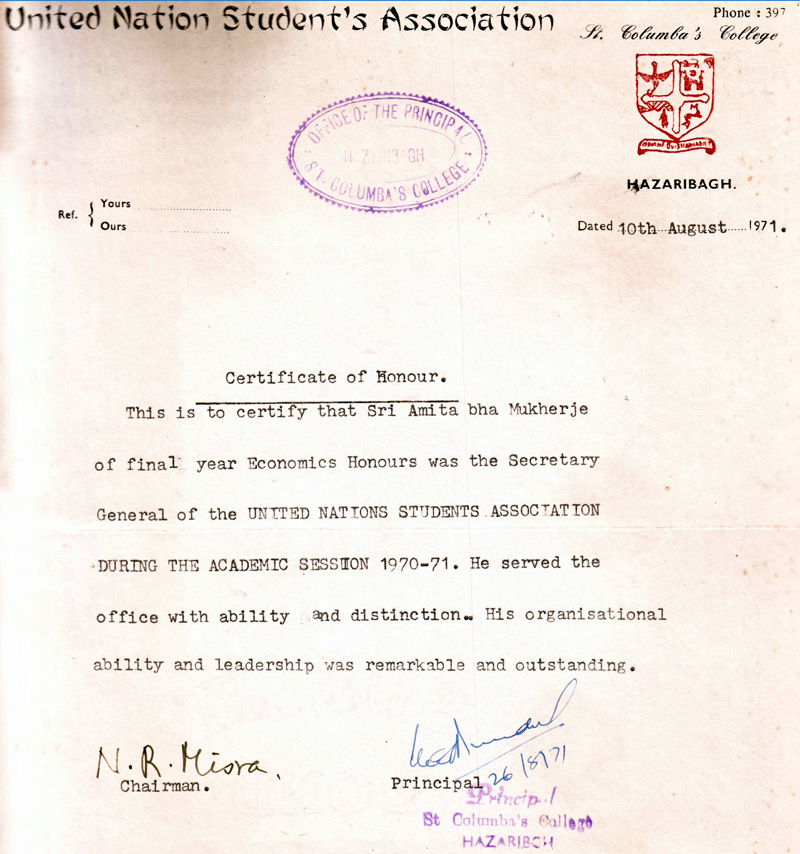 United Nation Student's Association
Phone : 397
St. Columba's College
OFFICE OF THE PRINCIPAL
ST. COLUMBA'S COLLEGE
HAZARIBAGH.
Ref. { Yours
Ours
Dated 10th August 1971.
Certificate of Honour.
This is to certify that Sri Amita bha Mukherje
of final year Economics Honours was the Secretary
General of the UNITED NATIONS STUDENTS ASSOCIATION
DURING THE ACADEMIC SESSION 1970-71. He served the
office with ability and distinction. His organisational
ability and leadership was remarkable and outstanding.
N. R. Misra.
Chairman.
Principal 26/8/71
Principal
St Columba's College
HAZARIBGH